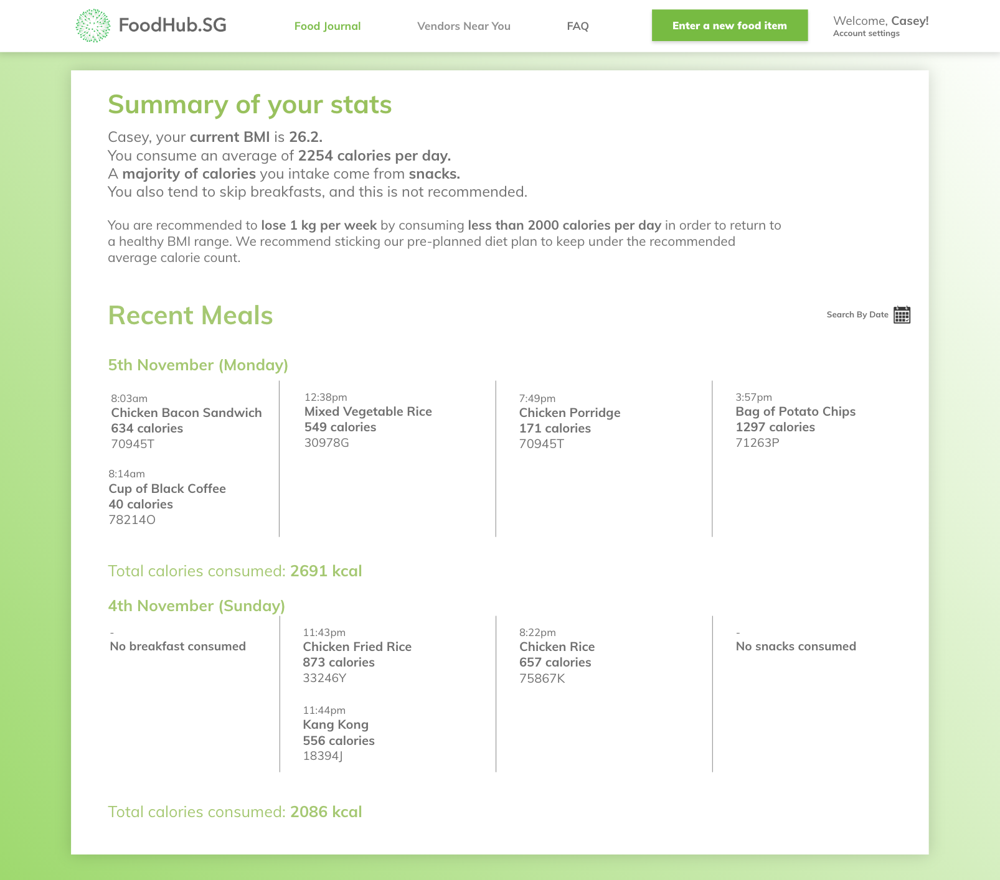 FoodHub.SG
Food Journal
Vendors Near You
FAQ
Enter a new food item
Welcome, Casey!
Account settings
Summary of your stats
Casey, your current BMI is 26.2.
You consume an average of 2254 calories per day.
A majority of calories you intake come from snacks.
You also tend to skip breakfasts, and this is not recommended.
You are recommended to lose 1 kg per week by consuming less than 2000 calories per day in order to return to
a healthy BMI range. We recommend sticking our pre-planned diet plan to keep under the recommended
average calorie count.
Recent Meals
Search By Date
5th November (Monday)
8:03am
Chicken Bacon Sandwich
634 calories
70945T
8:14am
Cup of Black Coffee
40 calories
78214O
12:38pm
Mixed Vegetable Rice
549 calories
30978G
7:49pm
Chicken Porridge
171 calories
70945T
3:57pm
Bag of Potato Chips
1297 calories
71263P
Total calories consumed: 2691 kcal
4th November (Sunday)
-
No breakfast consumed
11:43pm
Chicken Fried Rice
873 calories
33246Y
11:44pm
Kang Kong
556 calories
18394J
8:22pm
Chicken Rice
657 calories
75867K
-
No snacks consumed
Total calories consumed: 2086 kcal